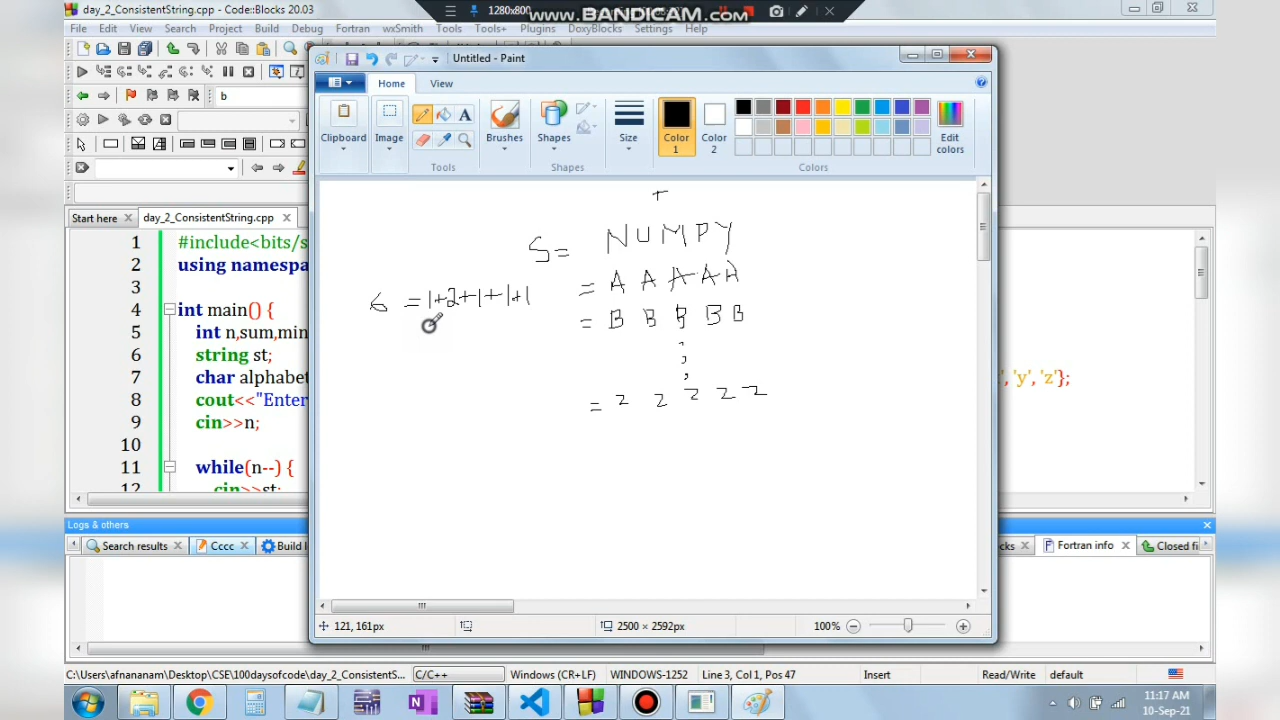 day_2_ConsistentString.cpp - Code::Blocks 20.03
1280x800
www.BANDICAM.com
File Edit View Search Project Build Debug Fortran wxSmith Tools Tools+ Plugins DoxyBlocks Settings Help
b
Untitled - Paint
Home View
Clipboard
Image
Tools
Brushes
Shapes
Shapes
Size
Color 1
Color 2
Edit colors
Colors
S= NUMPY
6 =1+2+1+1+1
= A A A A A
= B B B B B
= z z z z z
121, 161px
2500 × 2592px
100%
Start here day_2_ConsistentString.cpp
1 #include<bits/s
2 using namespa
3
4 int main() {
5 int n,sum,min
6 string st;
7 char alphabet ', 'y', 'z'};
8 cout<<"Enter
9 cin>>n;
10
11 while(n--) {
12 cin>>st;
Logs & others
Search results Cccc Build l ocks Fortran info Closed fi
C:\Users\afnananam\Desktop\CSE\100daysofcode\day_2_ConsistentS... C/C++ Windows (CR+LF) WINDOWS-1252 Line 3, Col 1, Pos 47 Insert Read/Write default
11:17 AM
10-Sep-21